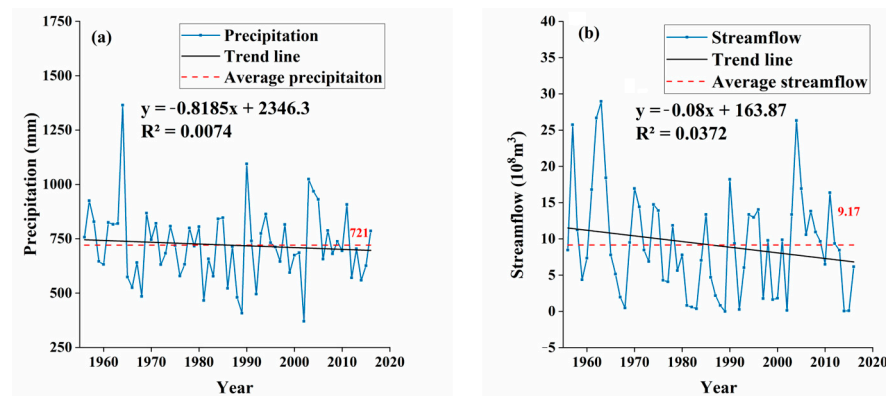 (a)
Precipitation
Trend line
Average precipitaiton
y = -0.8185x + 2346.3
R² = 0.0074
721
Precipitation (mm)
1750
1500
1250
1000
750
500
250
1960
1970
1980
1990
2000
2010
2020
Year
(b)
Streamflow
Trend line
Average streamflow
y = -0.08x + 163.87
R² = 0.0372
9.17
Streamflow (10⁸m³)
40
35
30
25
20
15
10
5
0
−5
1960
1970
1980
1990
2000
2010
2020
Year